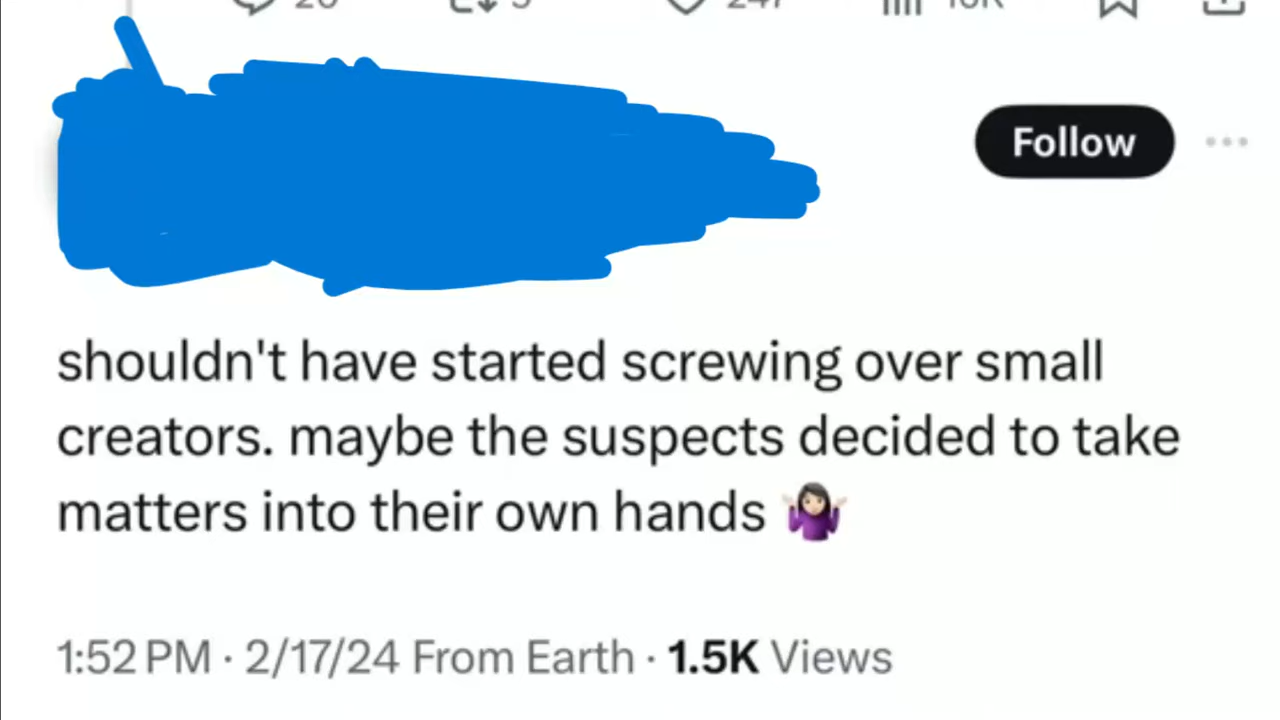 Follow
shouldn't have started screwing over small
creators. maybe the suspects decided to take
matters into their own hands 🤷🏻‍♀️
1:52 PM · 2/17/24 From Earth · 1.5K Views